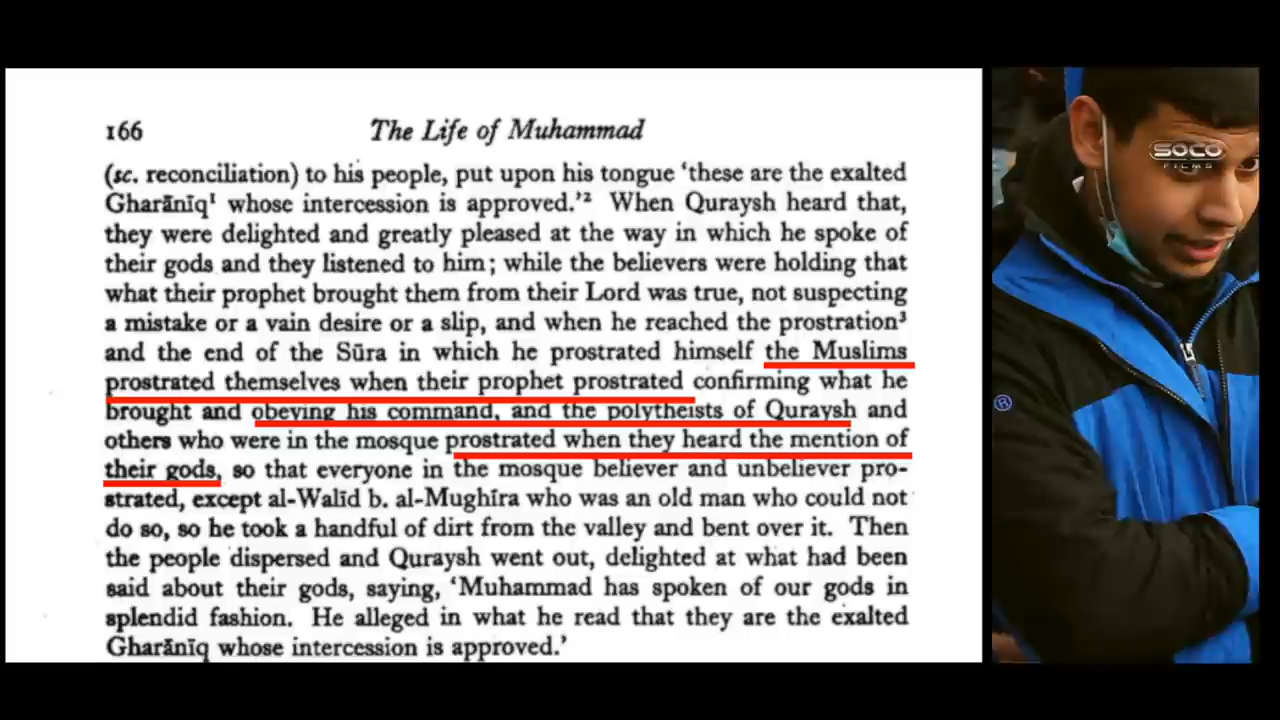 166 The Life of Muhammad
(sc. reconciliation) to his people, put upon his tongue ‘these are the exalted
Gharānīq¹ whose intercession is approved.’² When Quraysh heard that,
they were delighted and greatly pleased at the way in which he spoke of
their gods and they listened to him; while the believers were holding that
what their prophet brought them from their Lord was true, not suspecting
a mistake or a vain desire or a slip, and when he reached the prostration³
and the end of the Sūra in which he prostrated himself the Muslims
prostrated themselves when their prophet prostrated confirming what he
brought and obeying his command, and the polytheists of Quraysh and
others who were in the mosque prostrated when they heard the mention of
their gods, so that everyone in the mosque believer and unbeliever pro-
strated, except al-Walīd b. al-Mughīra who was an old man who could not
do so, so he took a handful of dirt from the valley and bent over it. Then
the people dispersed and Quraysh went out, delighted at what had been
said about their gods, saying, ‘Muhammad has spoken of our gods in
splendid fashion. He alleged in what he read that they are the exalted
Gharānīq whose intercession is approved.’
SOCO
FILMS
®